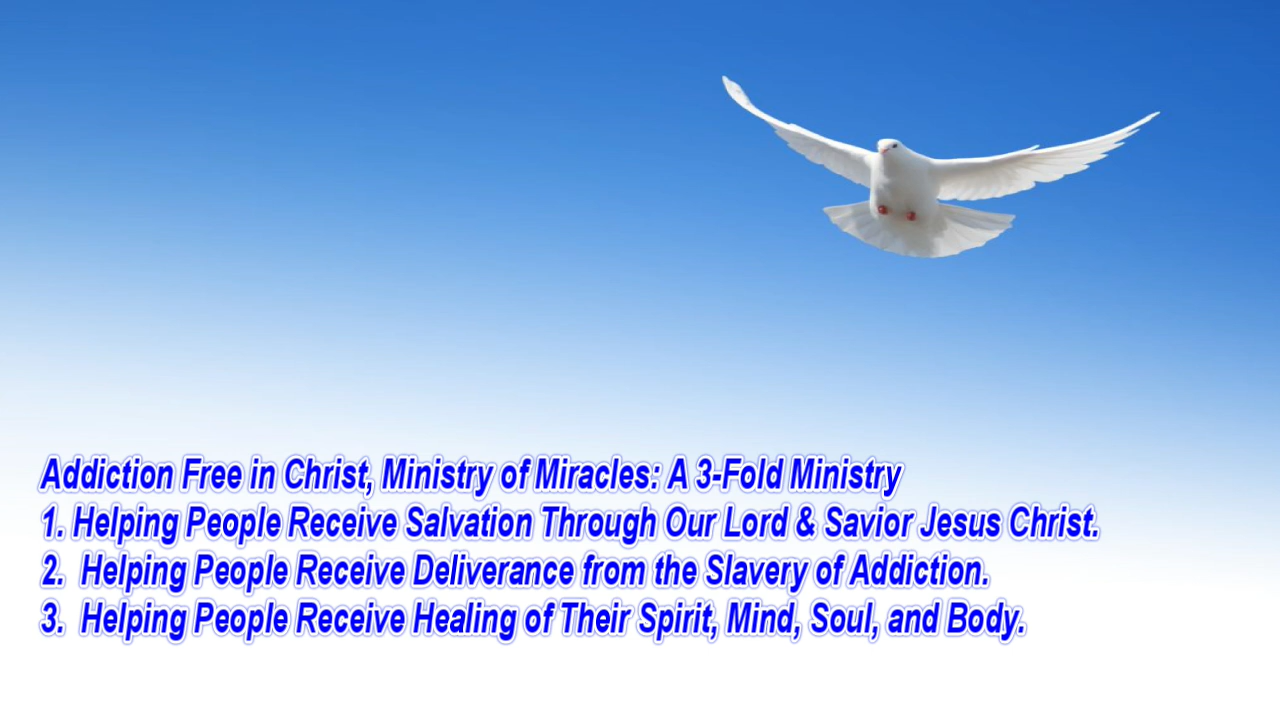 Addiction Free in Christ, Ministry of Miracles: A 3-Fold Ministry
1. Helping People Receive Salvation Through Our Lord & Savior Jesus Christ.
2.  Helping People Receive Deliverance from the Slavery of Addiction.
3.  Helping People Receive Healing of Their Spirit, Mind, Soul, and Body.